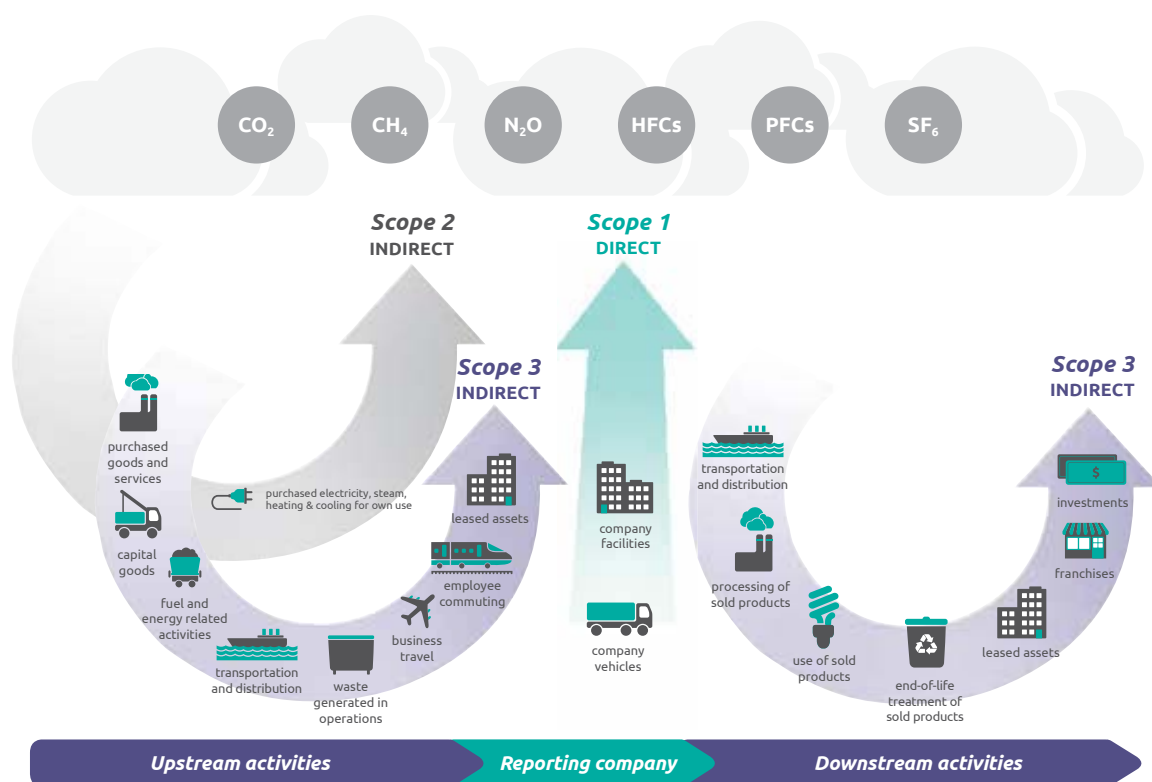 CO₂
CH₄
N₂O
HFCs
PFCs
SF₆
Scope 2
INDIRECT
Scope 1
DIRECT
Scope 3
INDIRECT
Scope 3
INDIRECT
purchased
goods and
services
capital
goods
fuel and
energy related
activities
transportation
and distribution
waste
generated in
operations
business
travel
employee
commuting
leased assets
purchased electricity, steam,
heating & cooling for own use
company
facilities
company
vehicles
transportation
and distribution
processing of
sold products
use of sold
products
end-of-life
treatment of
sold products
leased assets
franchises
$
investments
Upstream activities
Reporting company
Downstream activities